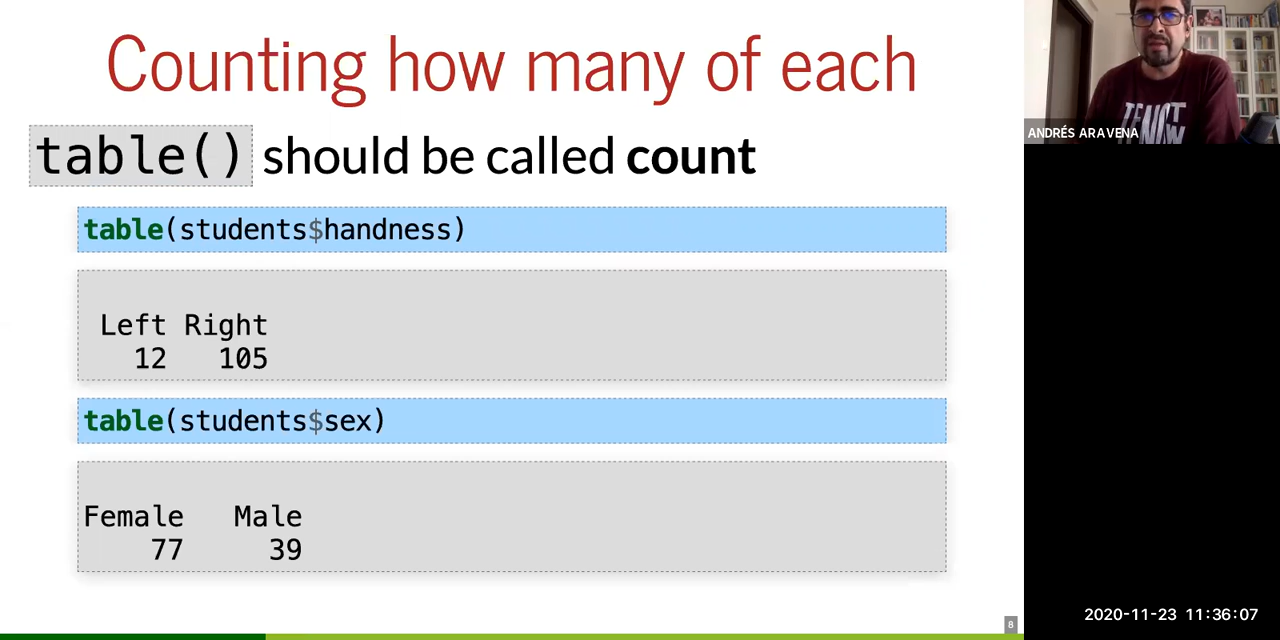 Counting how many of each
table() should be called count
table(students$handness)
Left Right
12 105
table(students$sex)
Female Male
77 39
8
ANDRÉS ARAVENA
2020-11-23 11:36:07